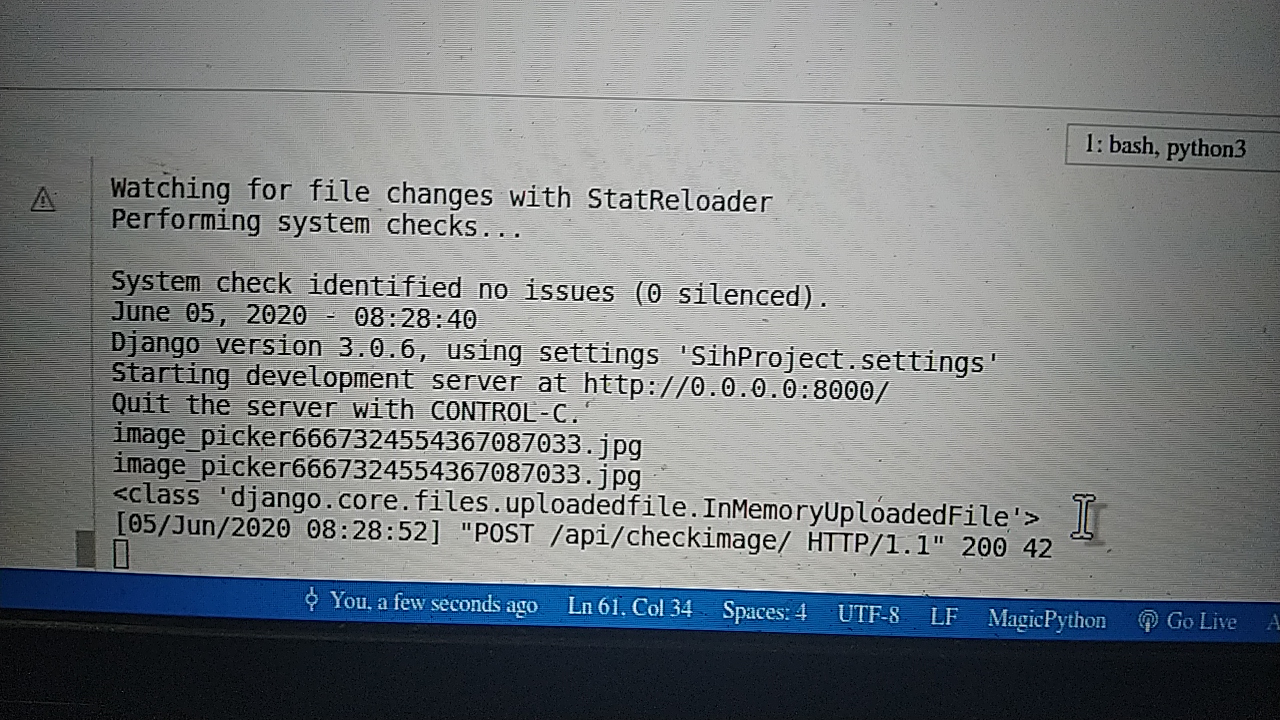 1: bash, python3
Watching for file changes with StatReloader
Performing system checks...
System check identified no issues (0 silenced).
June 05, 2020 - 08:28:40
Django version 3.0.6, using settings 'SihProject.settings'
Starting development server at http://0.0.0.0:8000/
Quit the server with CONTROL-C.
image_picker6667324554367087033.jpg
image_picker6667324554367087033.jpg
<class 'django.core.files.uploadedfile.InMemoryUploadedFile'>
[05/Jun/2020 08:28:52] "POST /api/checkimage/ HTTP/1.1" 200 42
You, a few seconds ago Ln 61, Col 34 Spaces: 4 UTF-8 LF MagicPython Go Live